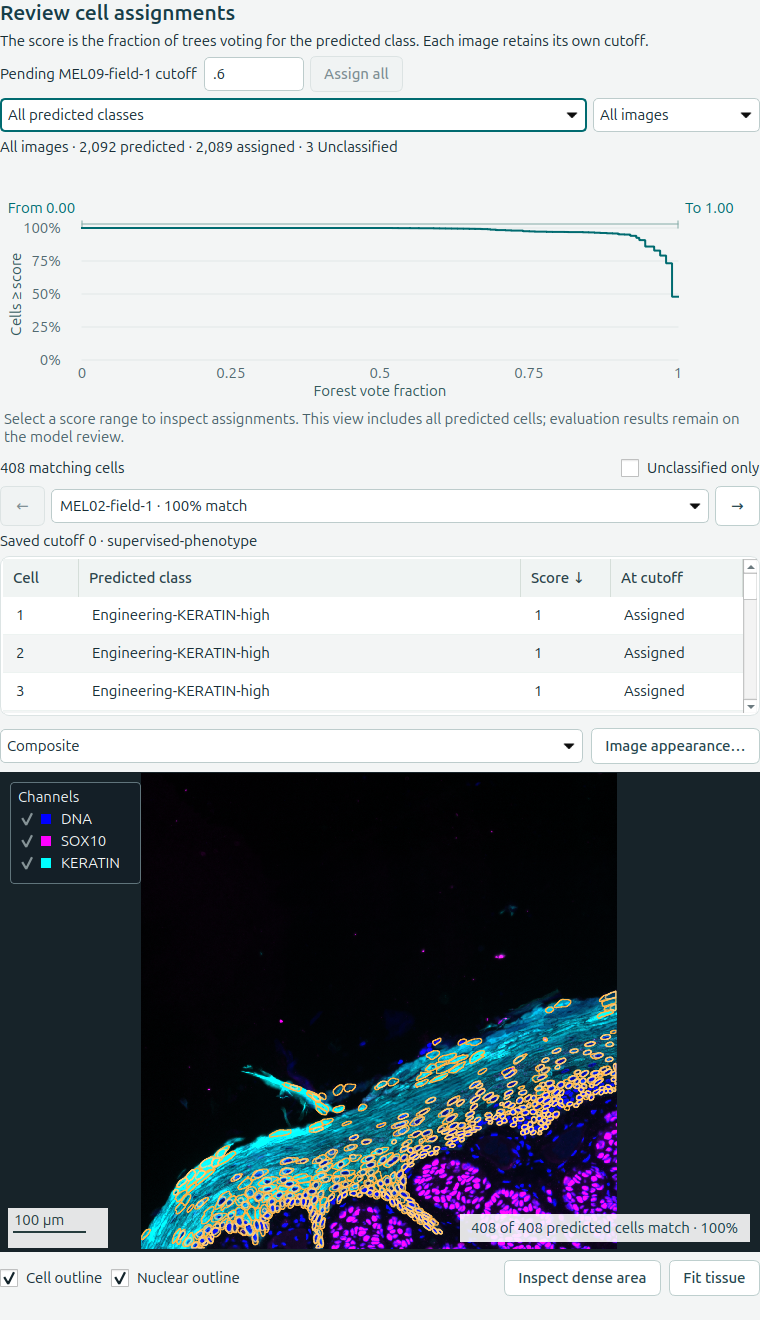 Review cell assignments
The score is the fraction of trees voting for the predicted class. Each image retains its own cutoff.
Pending MEL09-field-1 cutoff .6 Assign all
All predicted classes All images
All images · 2,092 predicted · 2,089 assigned · 3 Unclassified
From 0.00 To 1.00
100%
75%
50%
25%
0%
Cells ≥ score
0 0.25 0.5 0.75 1
Forest vote fraction
Select a score range to inspect assignments. This view includes all predicted cells; evaluation results remain on
the model review.
408 matching cells Unclassified only
← MEL02-field-1 · 100% match →
Saved cutoff 0 · supervised-phenotype
Cell Predicted class Score ↓ At cutoff
1 Engineering-KERATIN-high 1 Assigned
2 Engineering-KERATIN-high 1 Assigned
3 Engineering-KERATIN-high 1 Assigned
Composite Image appearance...
Channels
DNA
SOX10
KERATIN
100 µm
408 of 408 predicted cells match · 100%
Cell outline Nuclear outline Inspect dense area Fit tissue